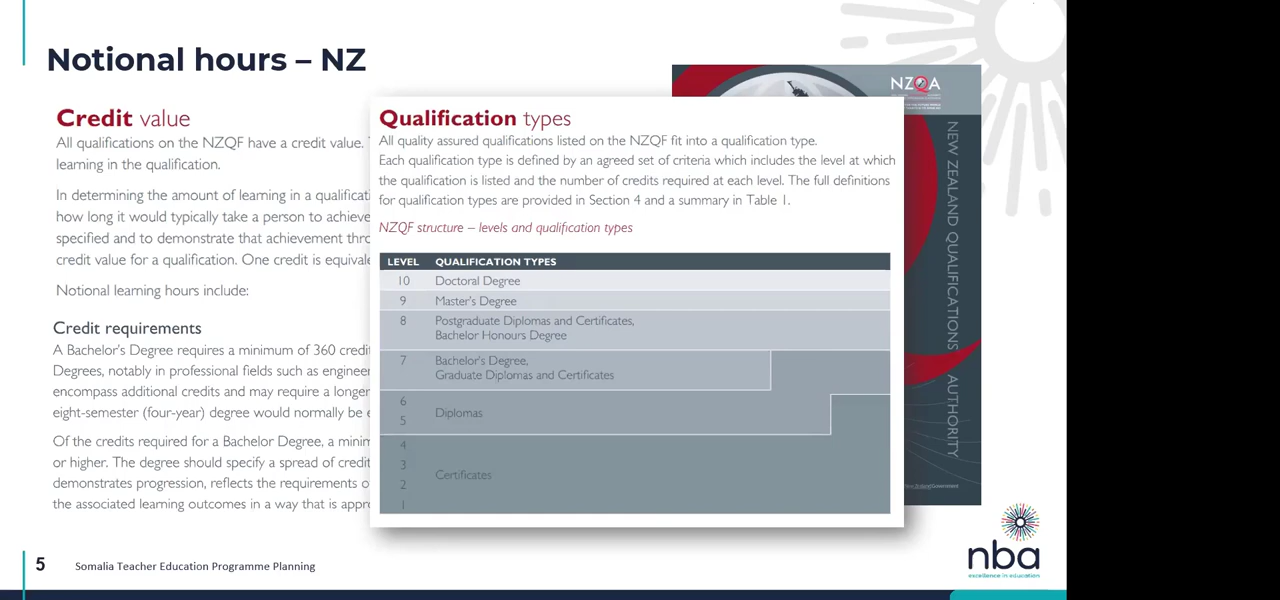 Notional hours – NZ
Credit value
All qualifications on the NZQF have a credit value.
learning in the qualification.
In determining the amount of learning in a
how long it would typically take a person to achieve
specified and to demonstrate that achievement
credit value for a qualification. One credit is
Notional learning hours include:
Credit requirements
A Bachelor's Degree requires a minimum of 360
Degrees, notably in professional fields such as
encompass additional credits and may require a longer
eight-semester (four-year) degree would normally be
Of the credits required for a Bachelor Degree, a
or higher. The degree should specify a spread of
demonstrates progression, reflects the requirements
the associated learning outcomes in a way that is
Qualification types
All quality assured qualifications listed on the NZQF fit into a qualification type.
Each qualification type is defined by an agreed set of criteria which includes the level at which
the qualification is listed and the number of credits required at each level. The full definitions
for qualification types are provided in Section 4 and a summary in Table 1.
NZQF structure – levels and qualification types
LEVEL QUALIFICATION TYPES
10 Doctoral Degree
9 Master's Degree
8 Postgraduate Diplomas and Certificates,
Bachelor Honours Degree
7 Bachelor's Degree,
Graduate Diplomas and Certificates
6
5
Diplomas
4
3
2
1
Certificates
NZQA
NEW ZEALAND QUALIFICATIONS AUTHORITY
New Zealand Government
nba
excellence in education
5
Somalia Teacher Education Programme Planning